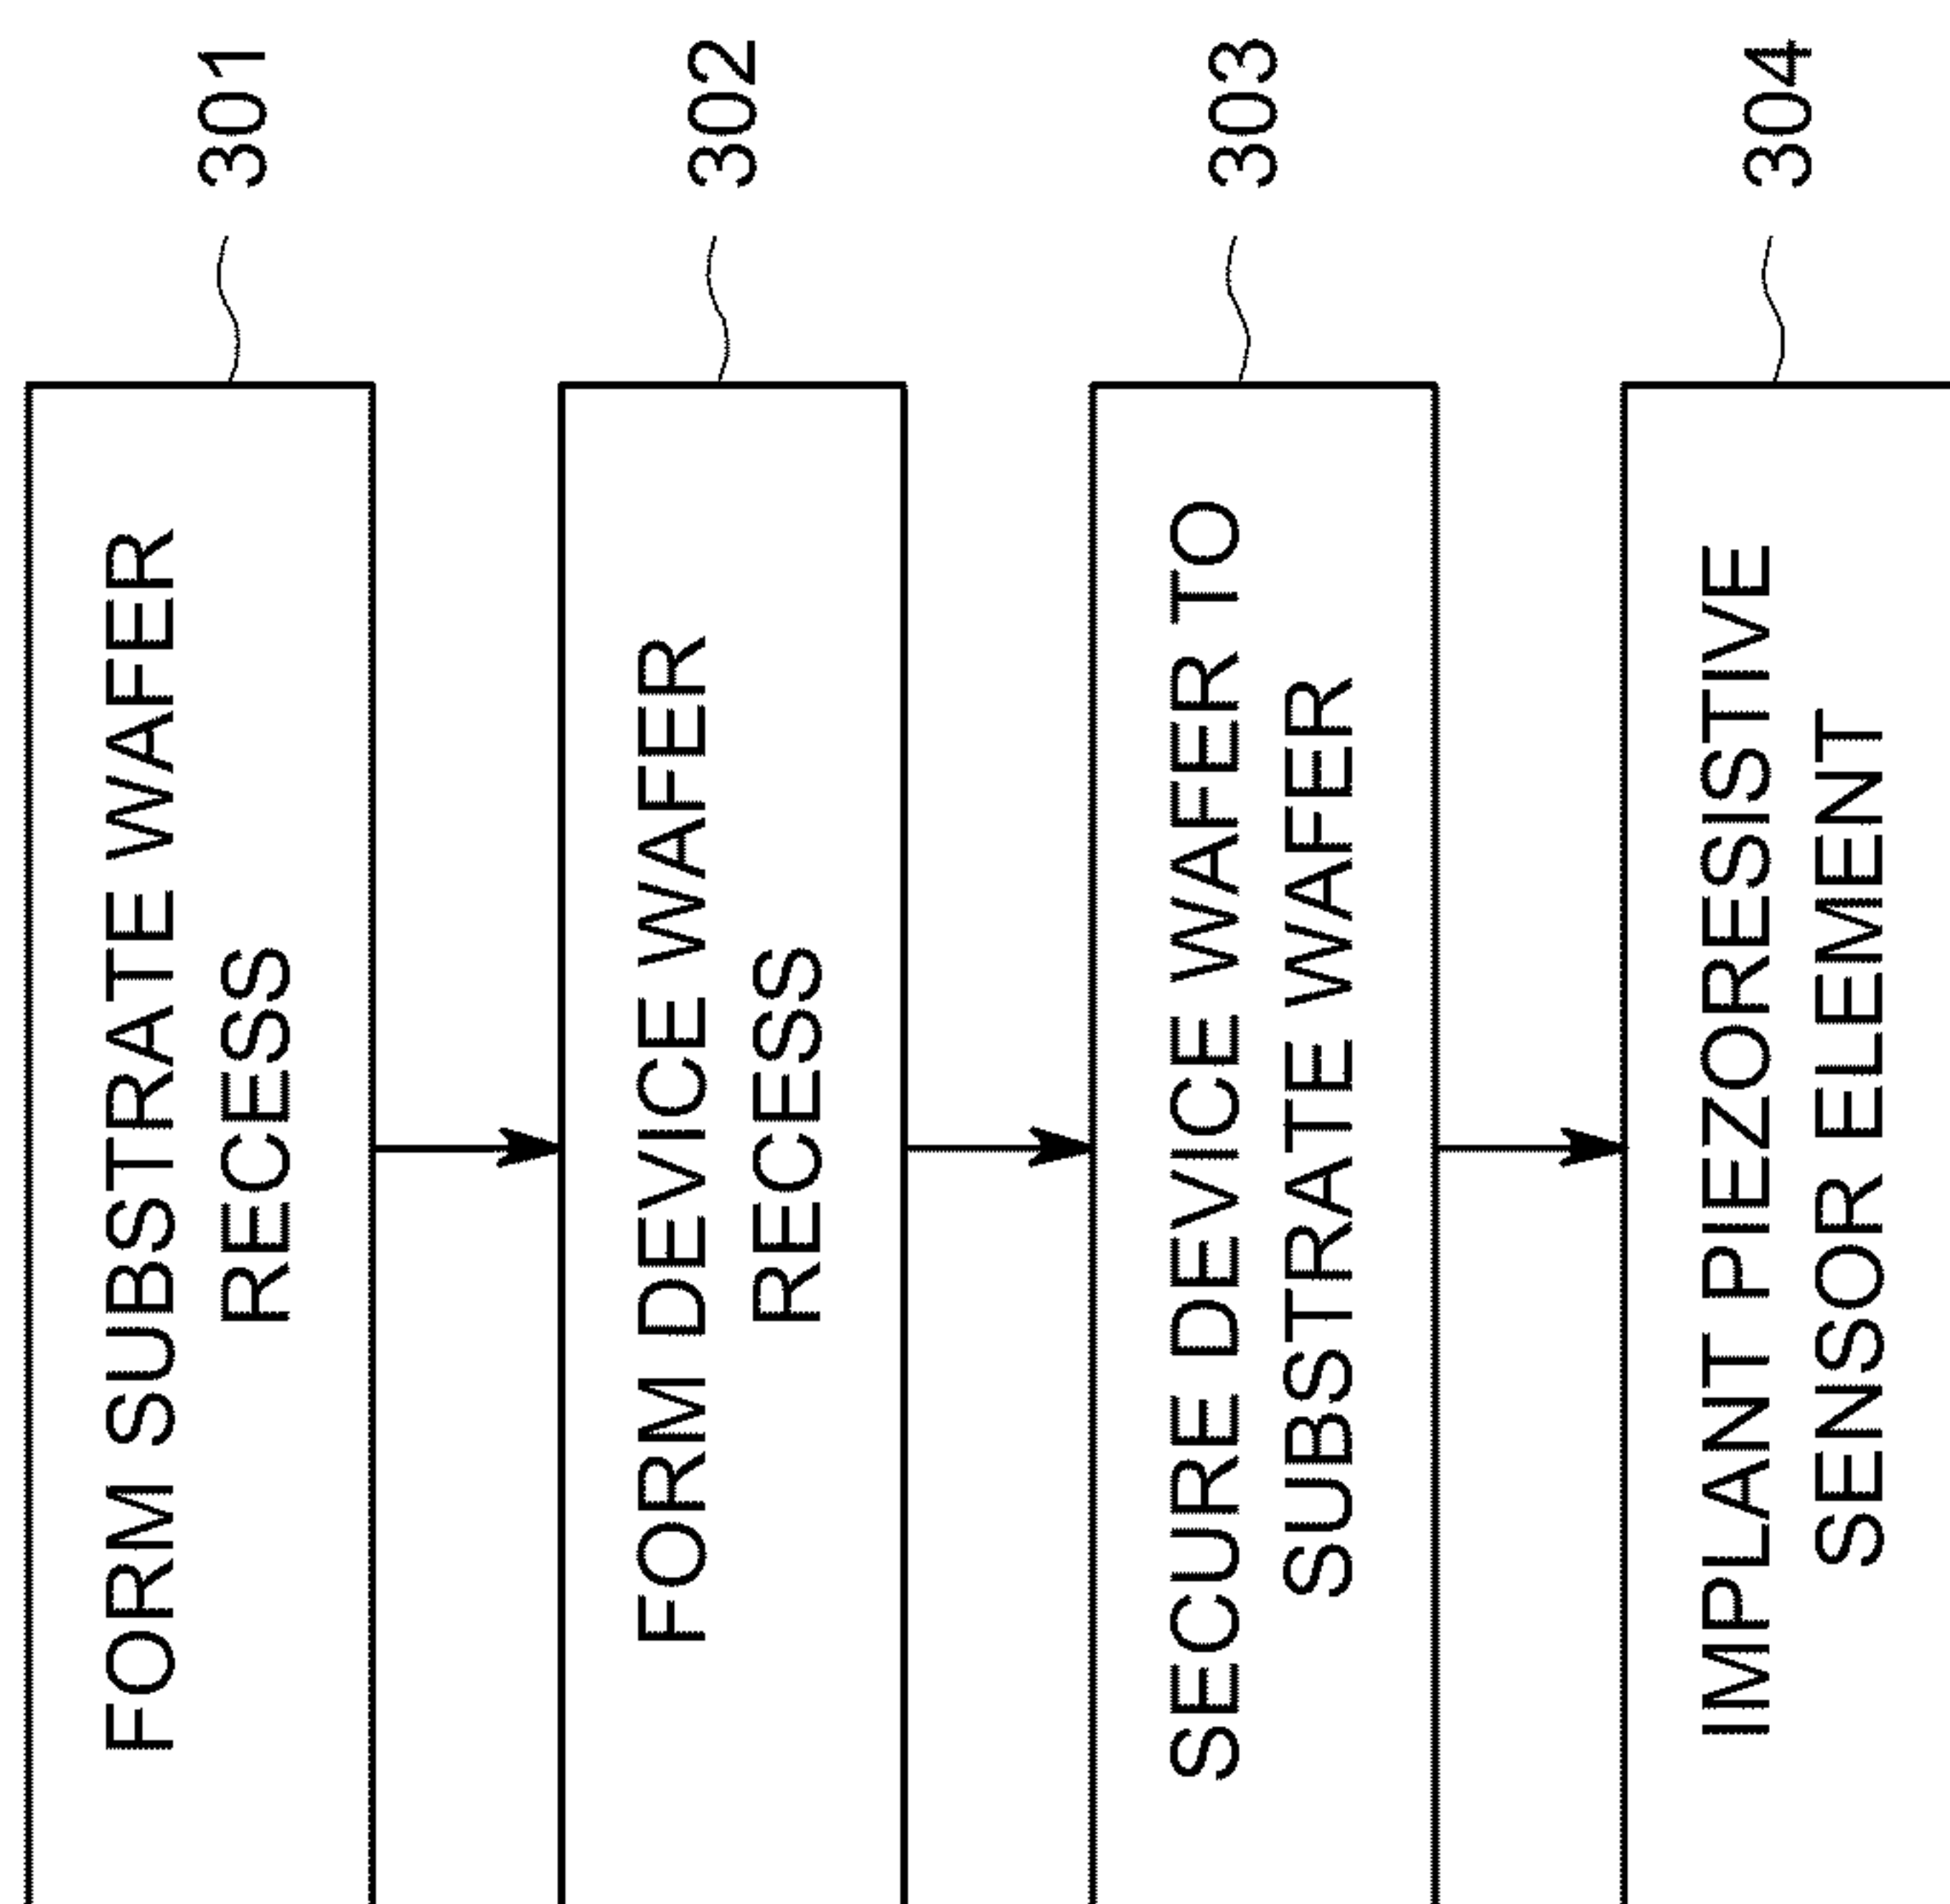 FORM SUBSTRATE WAFER
RECESS
301
FORM DEVICE WAFER
RECESS
302
SECURE DEVICE WAFER TO
SUBSTRATE WAFER
303
IMPLANT PIEZORESISTIVE
SENSOR ELEMENT
304